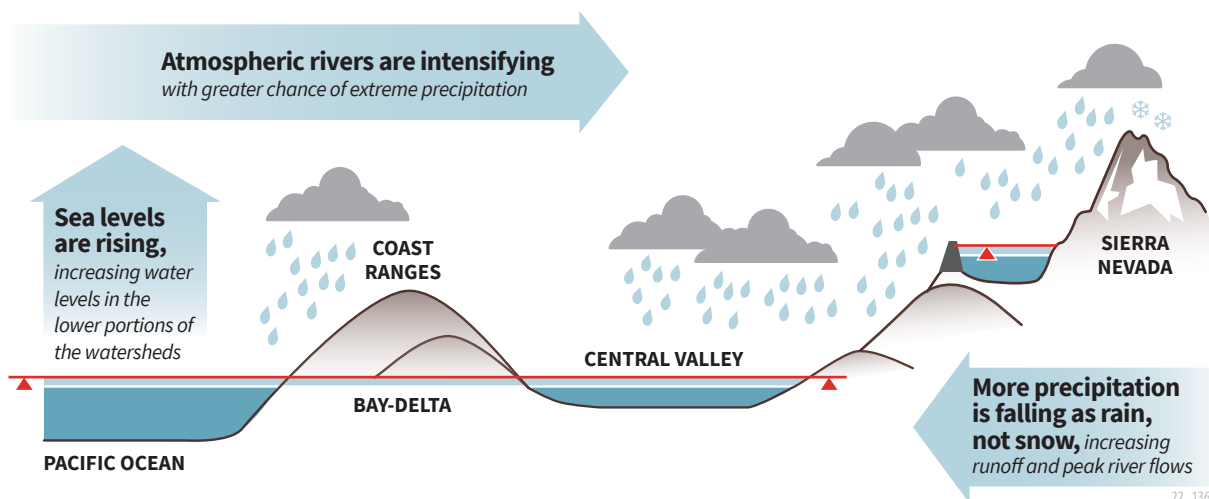 Atmospheric rivers are intensifying
with greater chance of extreme precipitation
Sea levels
are rising,
increasing water
levels in the
lower portions of
the watersheds
COAST
RANGES
SIERRA
NEVADA
CENTRAL VALLEY
BAY-DELTA
PACIFIC OCEAN
More precipitation
is falling as rain,
not snow, increasing
runoff and peak river flows
22_136